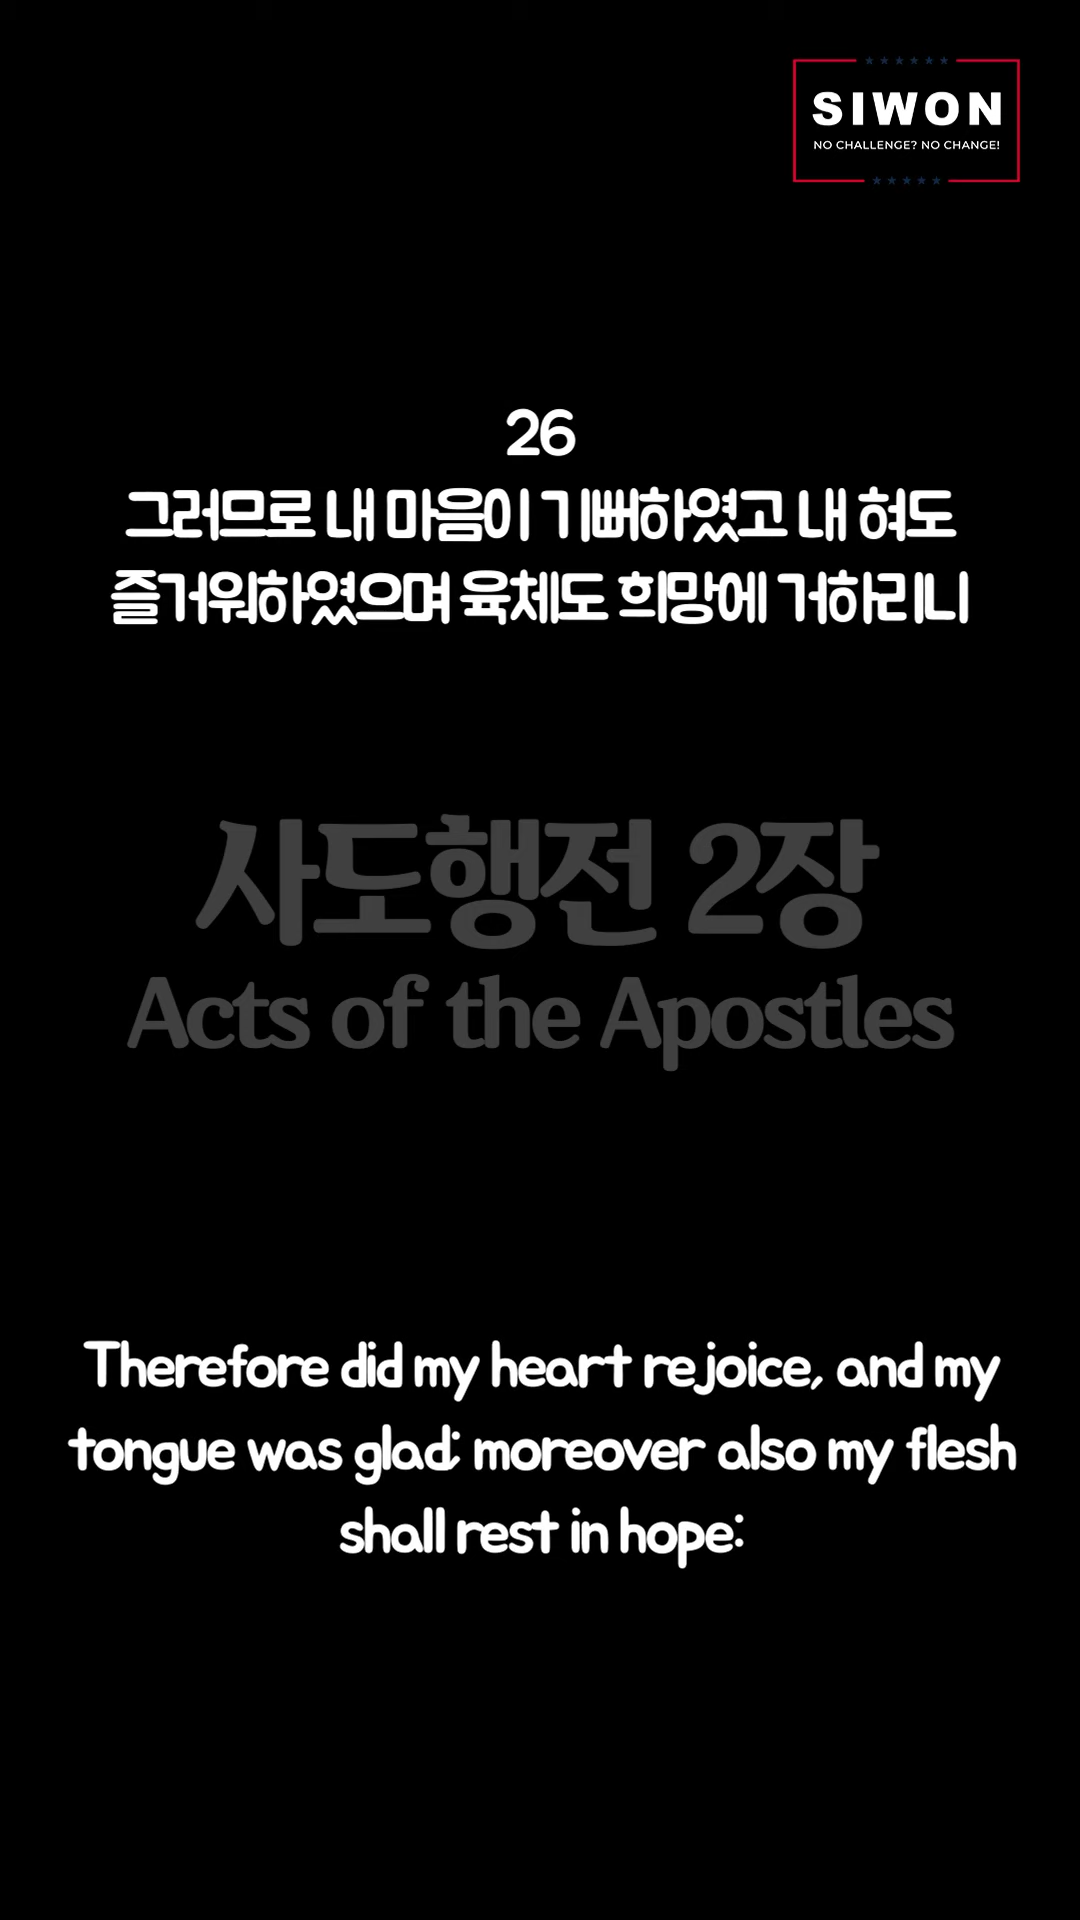 SIWON
NO CHALLENGE? NO CHANGE!
26
그러므로 내 마음이 기뻐하였고 내 혀도
즐거워하였으며 육체도 희망에 거하리니
사도행전 2장
Acts of the Apostles
Therefore did my heart rejoice, and my
tongue was glad; moreover also my flesh
shall rest in hope: